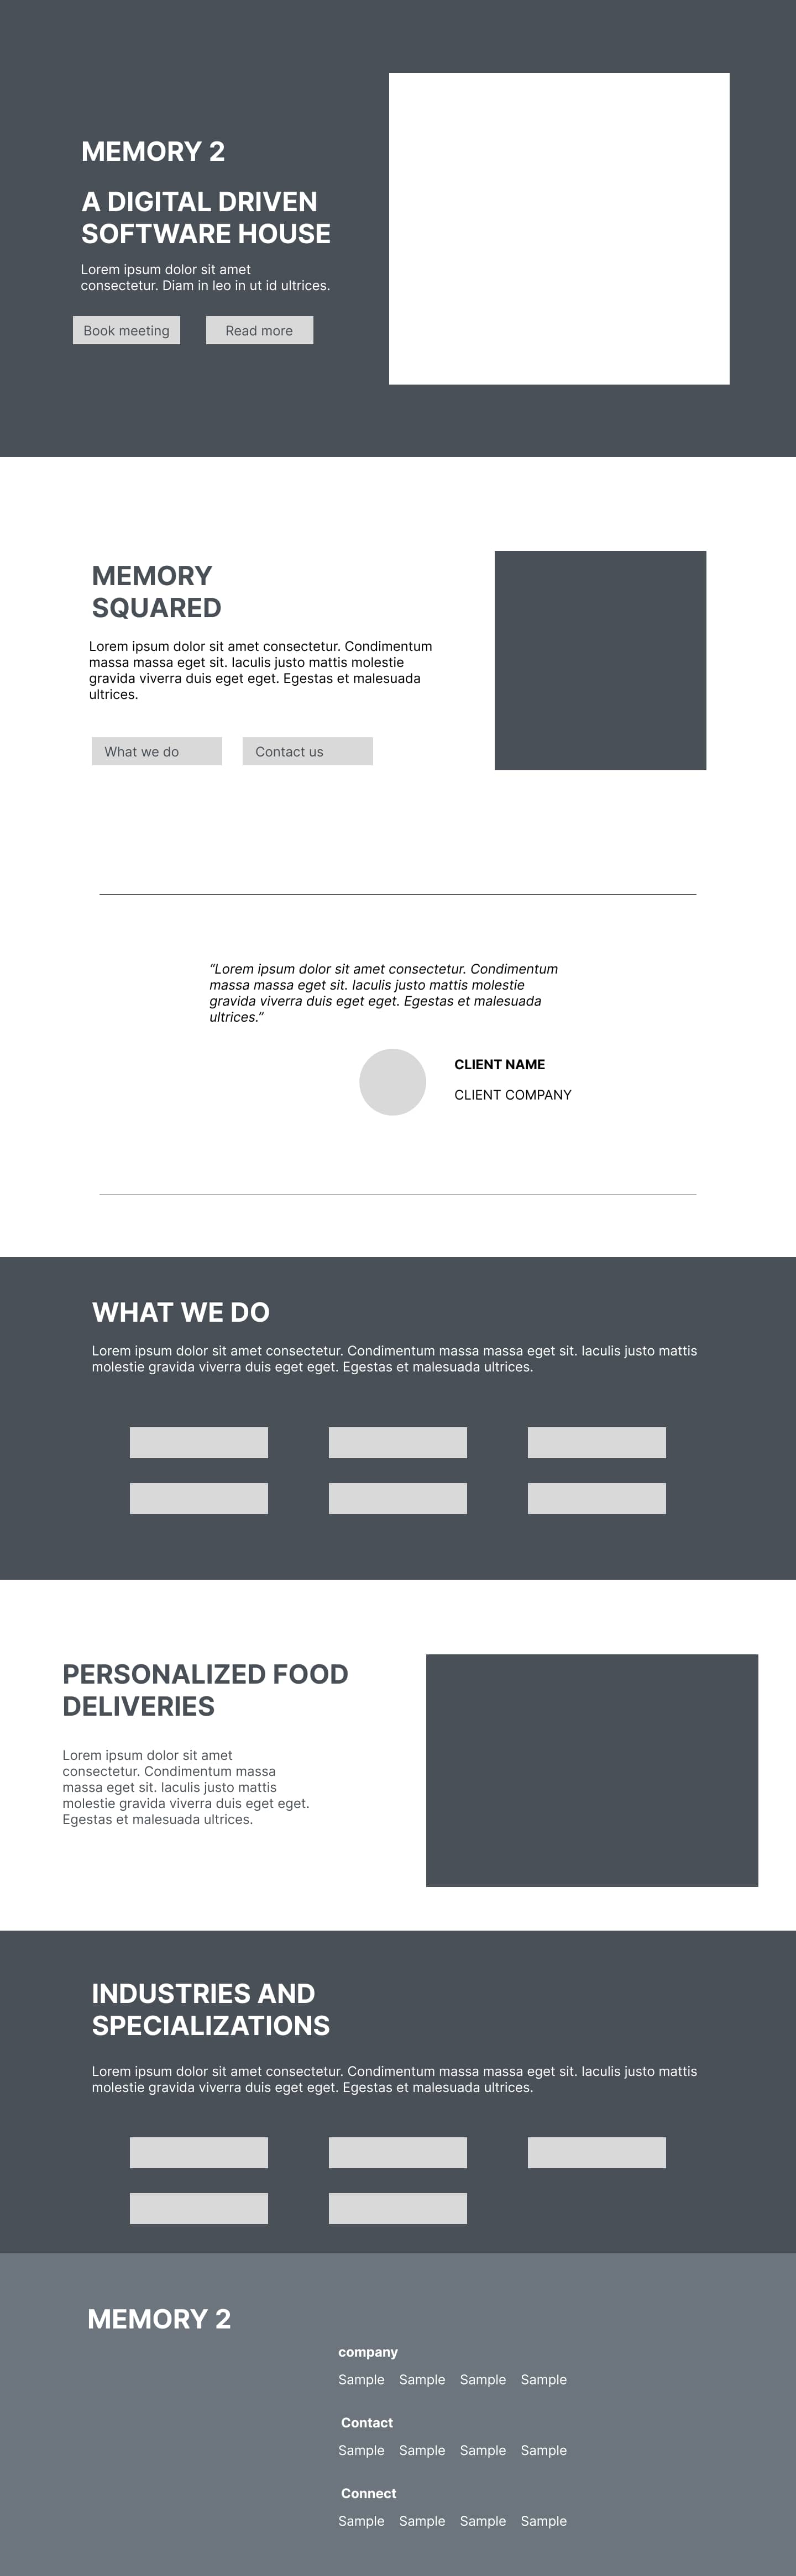 MEMORY 2
A DIGITAL DRIVEN
SOFTWARE HOUSE
Lorem ipsum dolor sit amet
consectetur. Diam in leo in ut id ultrices.
Book meeting
Read more
MEMORY
SQUARED
Lorem ipsum dolor sit amet consectetur. Condimentum
massa massa eget sit. Iaculis justo mattis molestie
gravida viverra duis eget eget. Egestas et malesuada
ultrices.
What we do
Contact us
“Lorem ipsum dolor sit amet consectetur. Condimentum
massa massa eget sit. Iaculis justo mattis molestie
gravida viverra duis eget eget. Egestas et malesuada
ultrices.”
CLIENT NAME
CLIENT COMPANY
WHAT WE DO
Lorem ipsum dolor sit amet consectetur. Condimentum massa massa eget sit. Iaculis justo mattis
molestie gravida viverra duis eget eget. Egestas et malesuada ultrices.
PERSONALIZED FOOD
DELIVERIES
Lorem ipsum dolor sit amet
consectetur. Condimentum massa
massa eget sit. Iaculis justo mattis
molestie gravida viverra duis eget eget.
Egestas et malesuada ultrices.
INDUSTRIES AND
SPECIALIZATIONS
Lorem ipsum dolor sit amet consectetur. Condimentum massa massa eget sit. Iaculis justo mattis
molestie gravida viverra duis eget eget. Egestas et malesuada ultrices.
MEMORY 2
company
Sample Sample Sample Sample
Contact
Sample Sample Sample Sample
Connect
Sample Sample Sample Sample